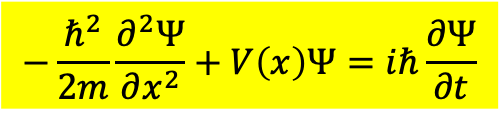 −ħ²/2m ∂²Ψ/∂x² + V(x)Ψ = iħ ∂Ψ/∂t